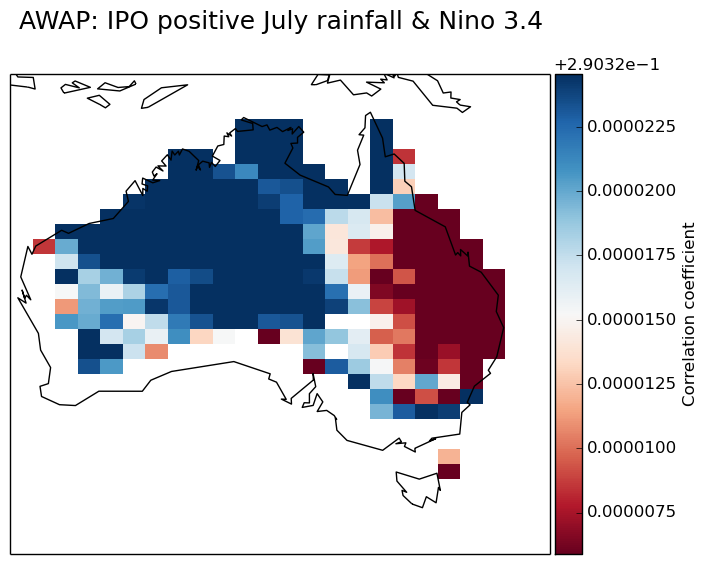 AWAP: IPO positive July rainfall & Nino 3.4
+2.9032e−1
0.0000225
0.0000200
0.0000175
0.0000150
0.0000125
0.0000100
0.0000075
Correlation coefficient